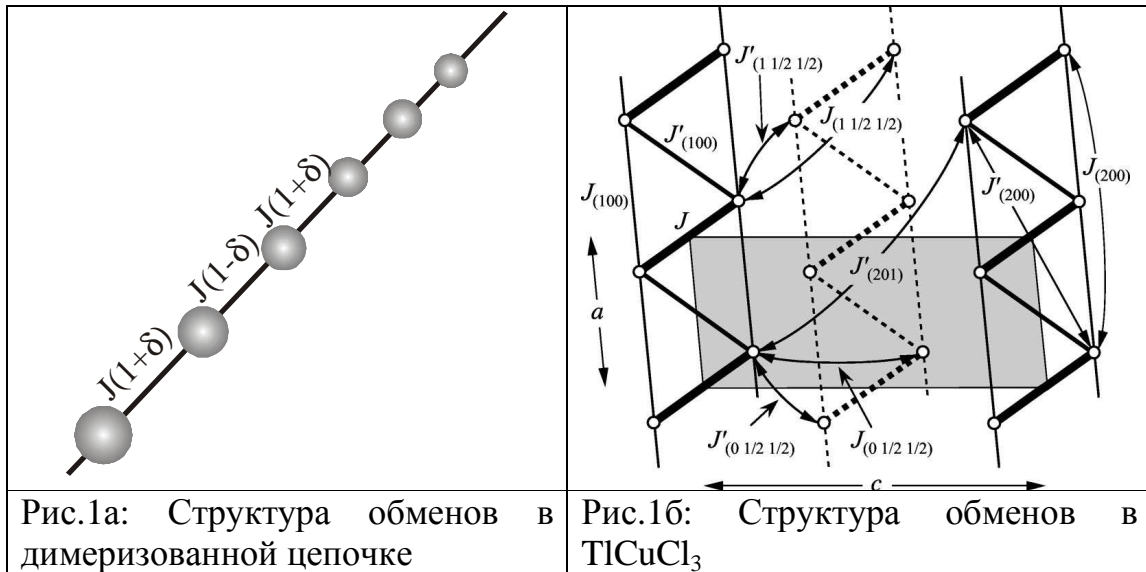 J(1+δ)
J(1-δ)
J(1+δ)
J'(1 1/2 1/2)
J(1 1/2 1/2)
J'(100)
J(100)
J
J'(200)
J(200)
J'(201)
a
J'(0 1/2 1/2)
J(0 1/2 1/2)
c
Рис.1а: Структура обменов в
димеризованной цепочке
Рис.1б: Структура обменов в
TlCuCl₃